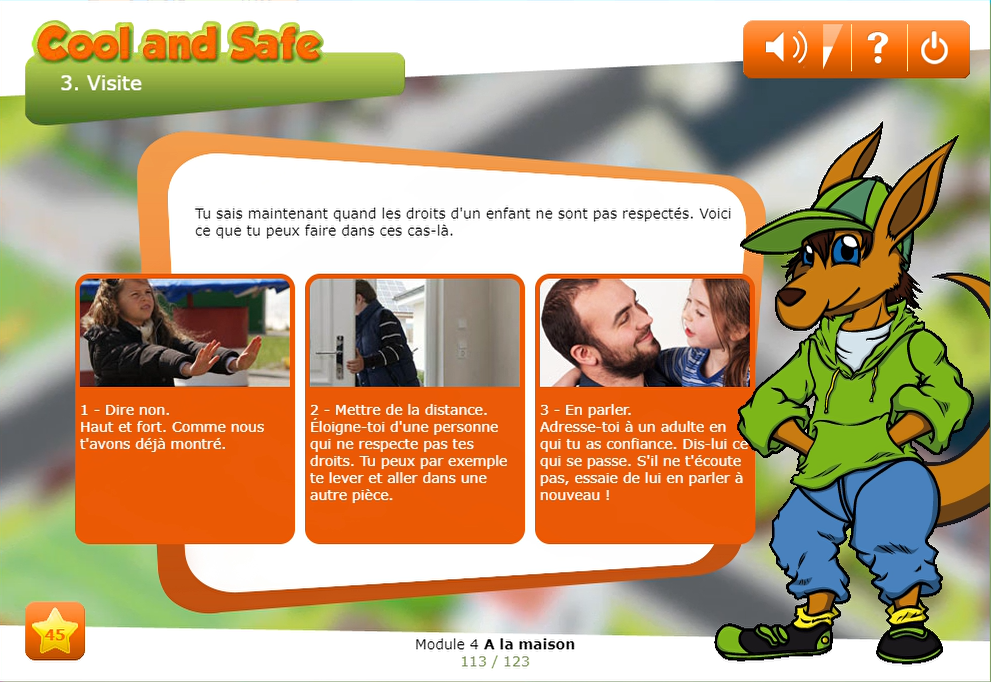 Cool and Safe
3. Visite
?
Tu sais maintenant quand les droits d'un enfant ne sont pas respectés. Voici
ce que tu peux faire dans ces cas-là.
1 - Dire non.
Haut et fort. Comme nous
t'avons déjà montré.
2 - Mettre de la distance.
Éloigne-toi d'une personne
qui ne respecte pas tes
droits. Tu peux par exemple
te lever et aller dans une
autre pièce.
3 - En parler.
Adresse-toi à un adulte en
qui tu as confiance. Dis-lui ce
qui se passe. S'il ne t'écoute
pas, essaie de lui en parler à
nouveau !
45
Module 4 A la maison
113 / 123